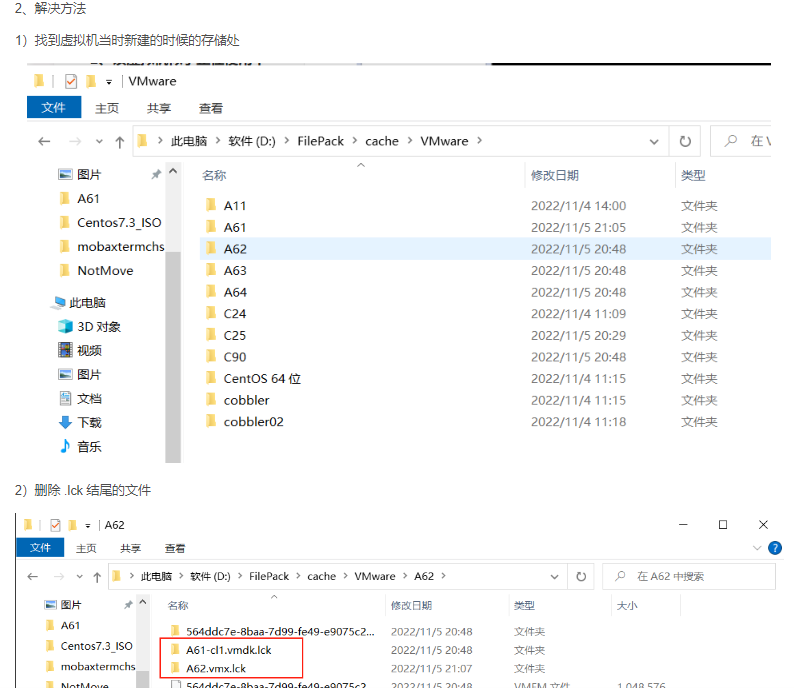 2、解决方法
1）找到虚拟机当时新建的时候的存储处
VMware
文件 主页 共享 查看
此电脑 软件 (D:) FilePack cache VMware 在
名称 修改日期 类型
图片
A61
Centos7.3_ISO
mobaxtermchs
NotMove
此电脑
3D 对象
视频
图片
文档
下载
音乐
A11 2022/11/4 14:00 文件夹
A61 2022/11/5 21:05 文件夹
A62 2022/11/5 20:48 文件夹
A63 2022/11/5 20:48 文件夹
A64 2022/11/5 20:48 文件夹
C24 2022/11/4 11:09 文件夹
C25 2022/11/5 20:29 文件夹
C90 2022/11/5 20:48 文件夹
CentOS 64 位 2022/11/4 11:15 文件夹
cobbler 2022/11/4 11:15 文件夹
cobbler02 2022/11/4 11:18 文件夹
2）删除 .lck 结尾的文件
A62
文件 主页 共享 查看
此电脑 软件 (D:) FilePack cache VMware A62 在 A62 中搜索
名称 修改日期 类型 大小
图片
A61
Centos7.3_ISO
mobaxtermchs
NotMove
564ddc7e-8baa-7d99-fe49-e9075c2... 2022/11/5 20:48 文件夹
A61-cl1.vmdk.lck 2022/11/5 20:48 文件夹
A62.vmx.lck 2022/11/5 21:07 文件夹
564ddc7e-8baa-7d99-fe49-e9075c2... 2022/11/5 20:48 VMEM 文件 1,048,576